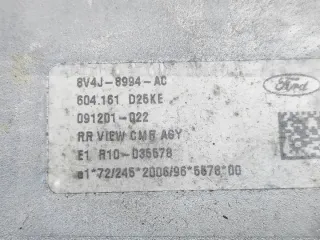 8V4J-8994-AC
604.161 D25KE
091201-022
RR VIEW CMR ASY
E1 R10-035578
e1*72/245*2006/96*5578*00
Ford